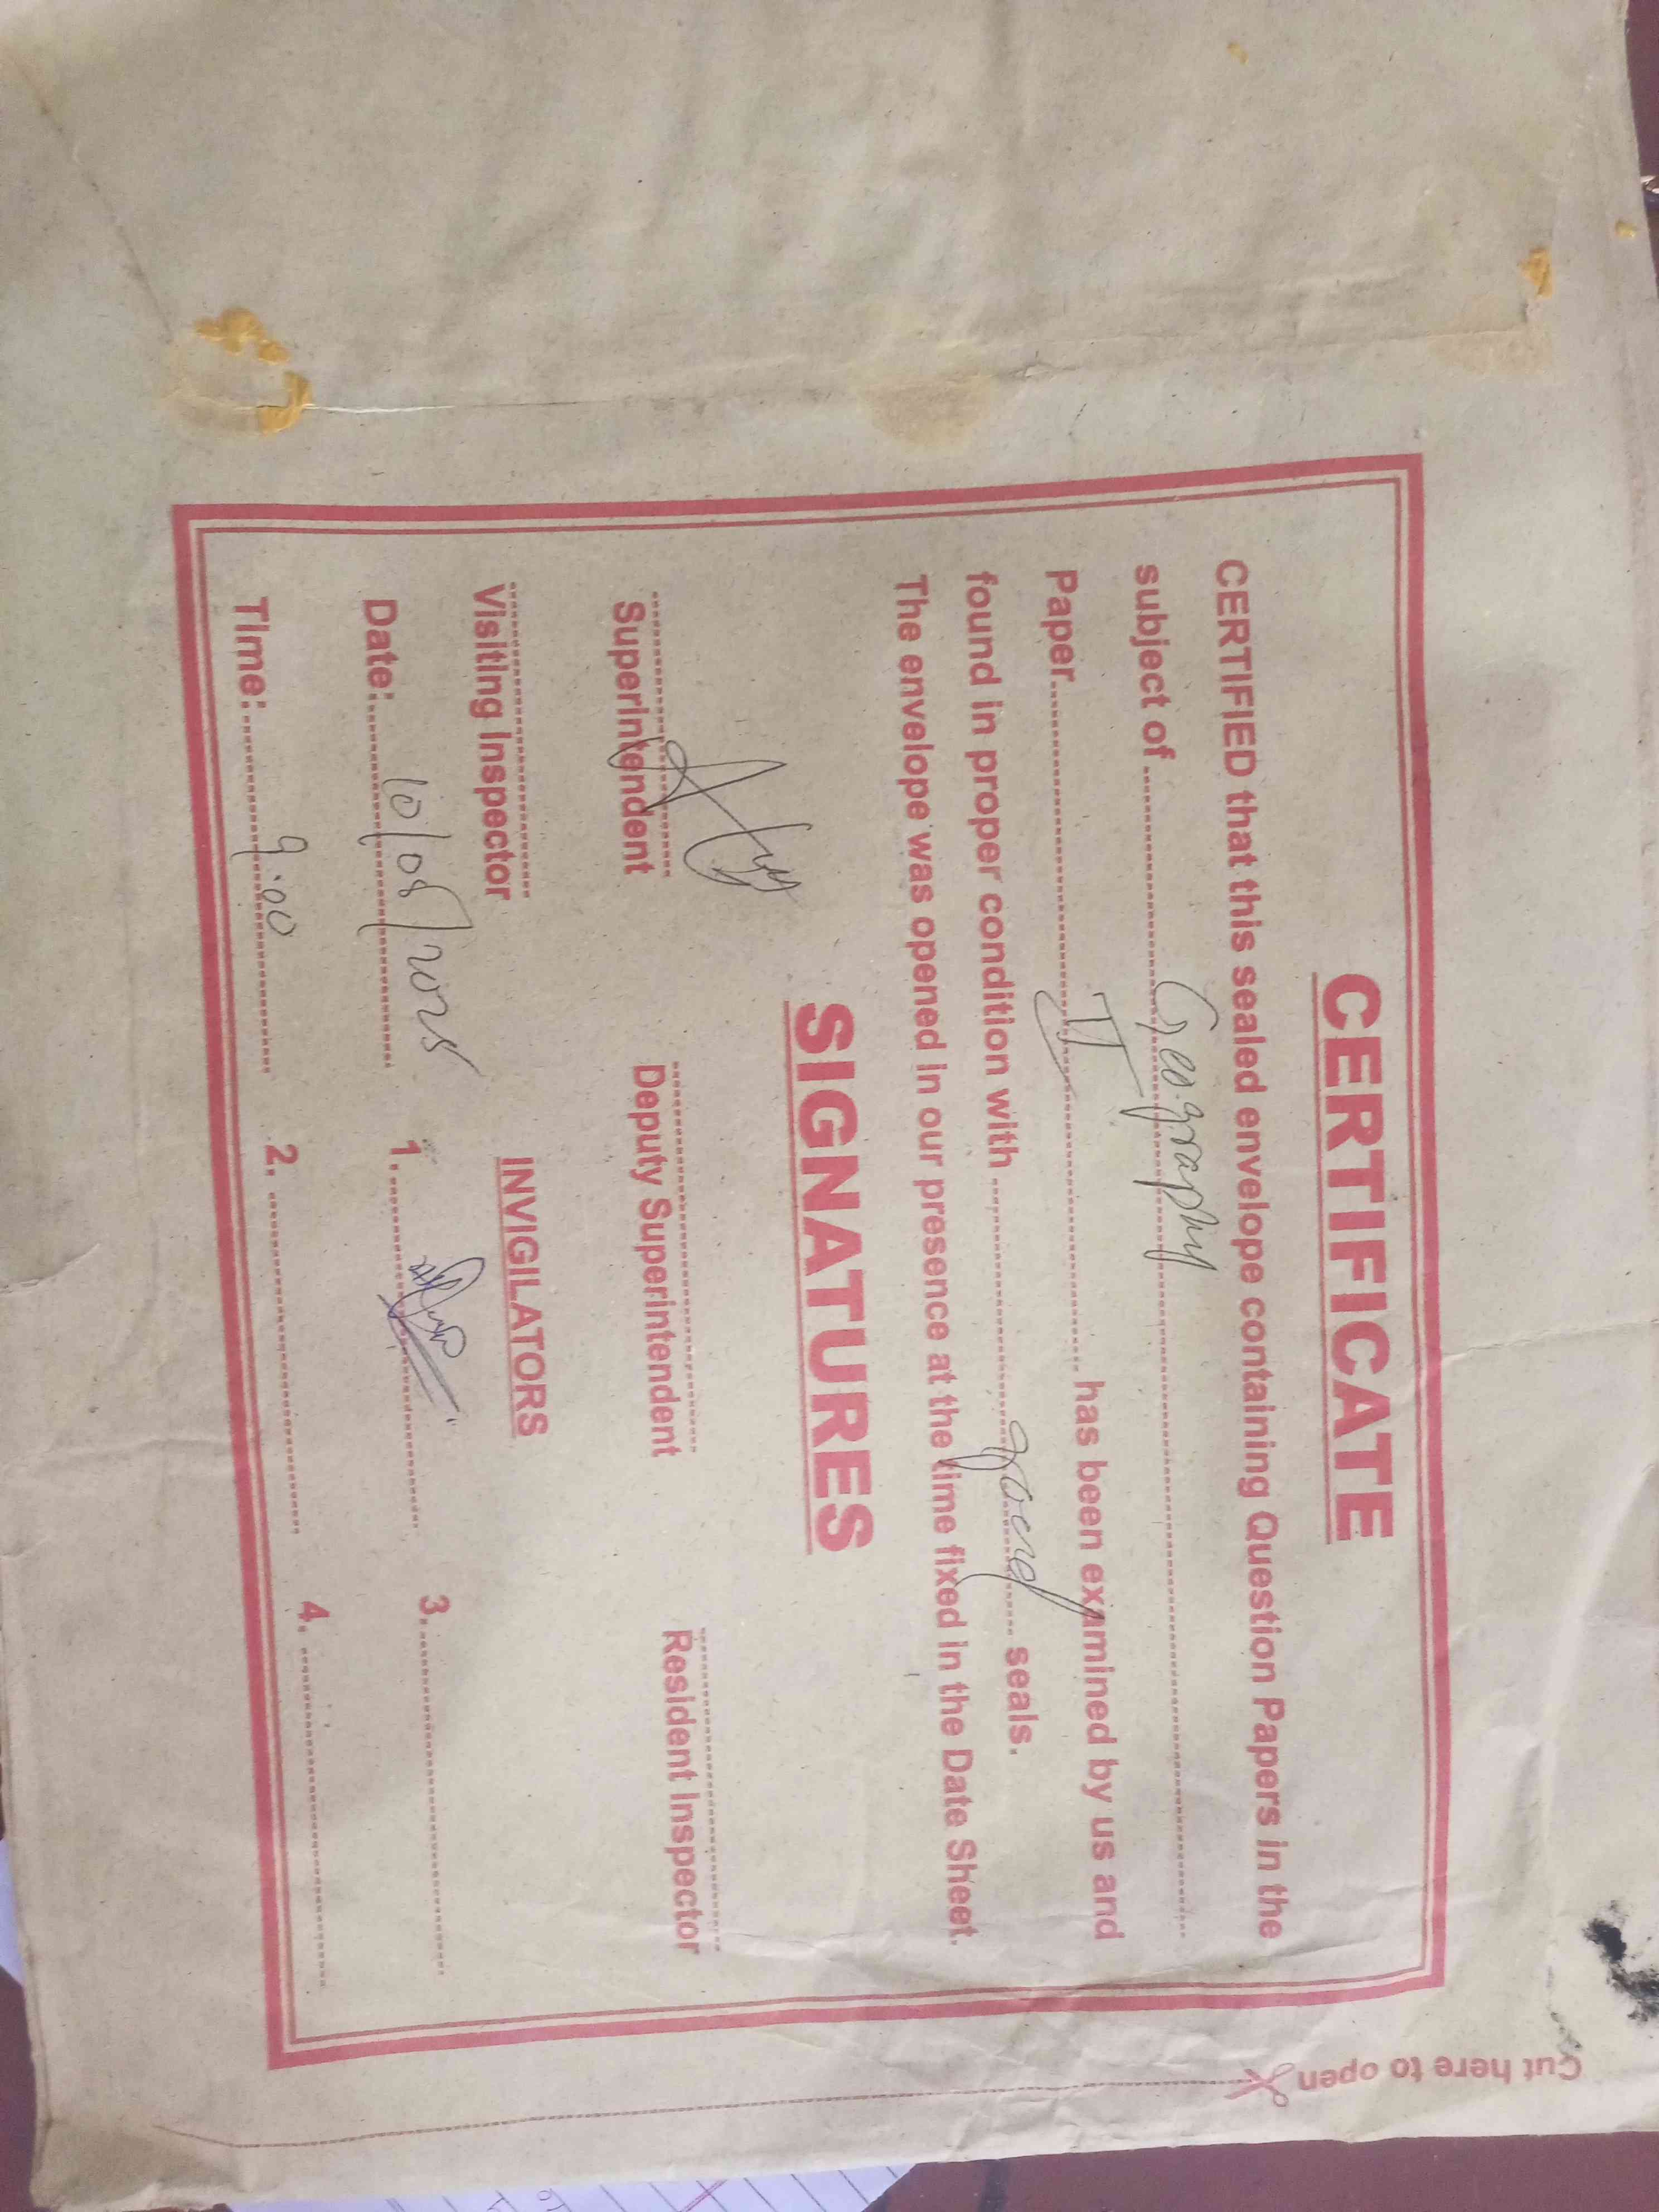 CERTIFICATE
CERTIFIED that this sealed envelope containing Question Papers in the
subject of ........ Geography ........
Paper ........ II ........ has been examined by us and
found in proper condition with ........ good ........ seals.
The envelope was opened in our presence at the time fixed in the Date Sheet.
SIGNATURES
Superintendent Deputy Superintendent Resident Inspector
Visiting Inspector INVIGILATORS
Date: 10/05/2025 1. ........ 3. ........
Time: 9:00 2. ........ 4. ........
Cut here to open